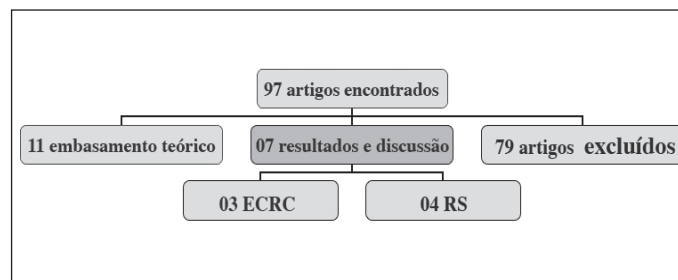 97 artigos encontrados
11 embasamento teórico
07 resultados e discussão
79 artigos excluídos
03 ECRC
04 RS